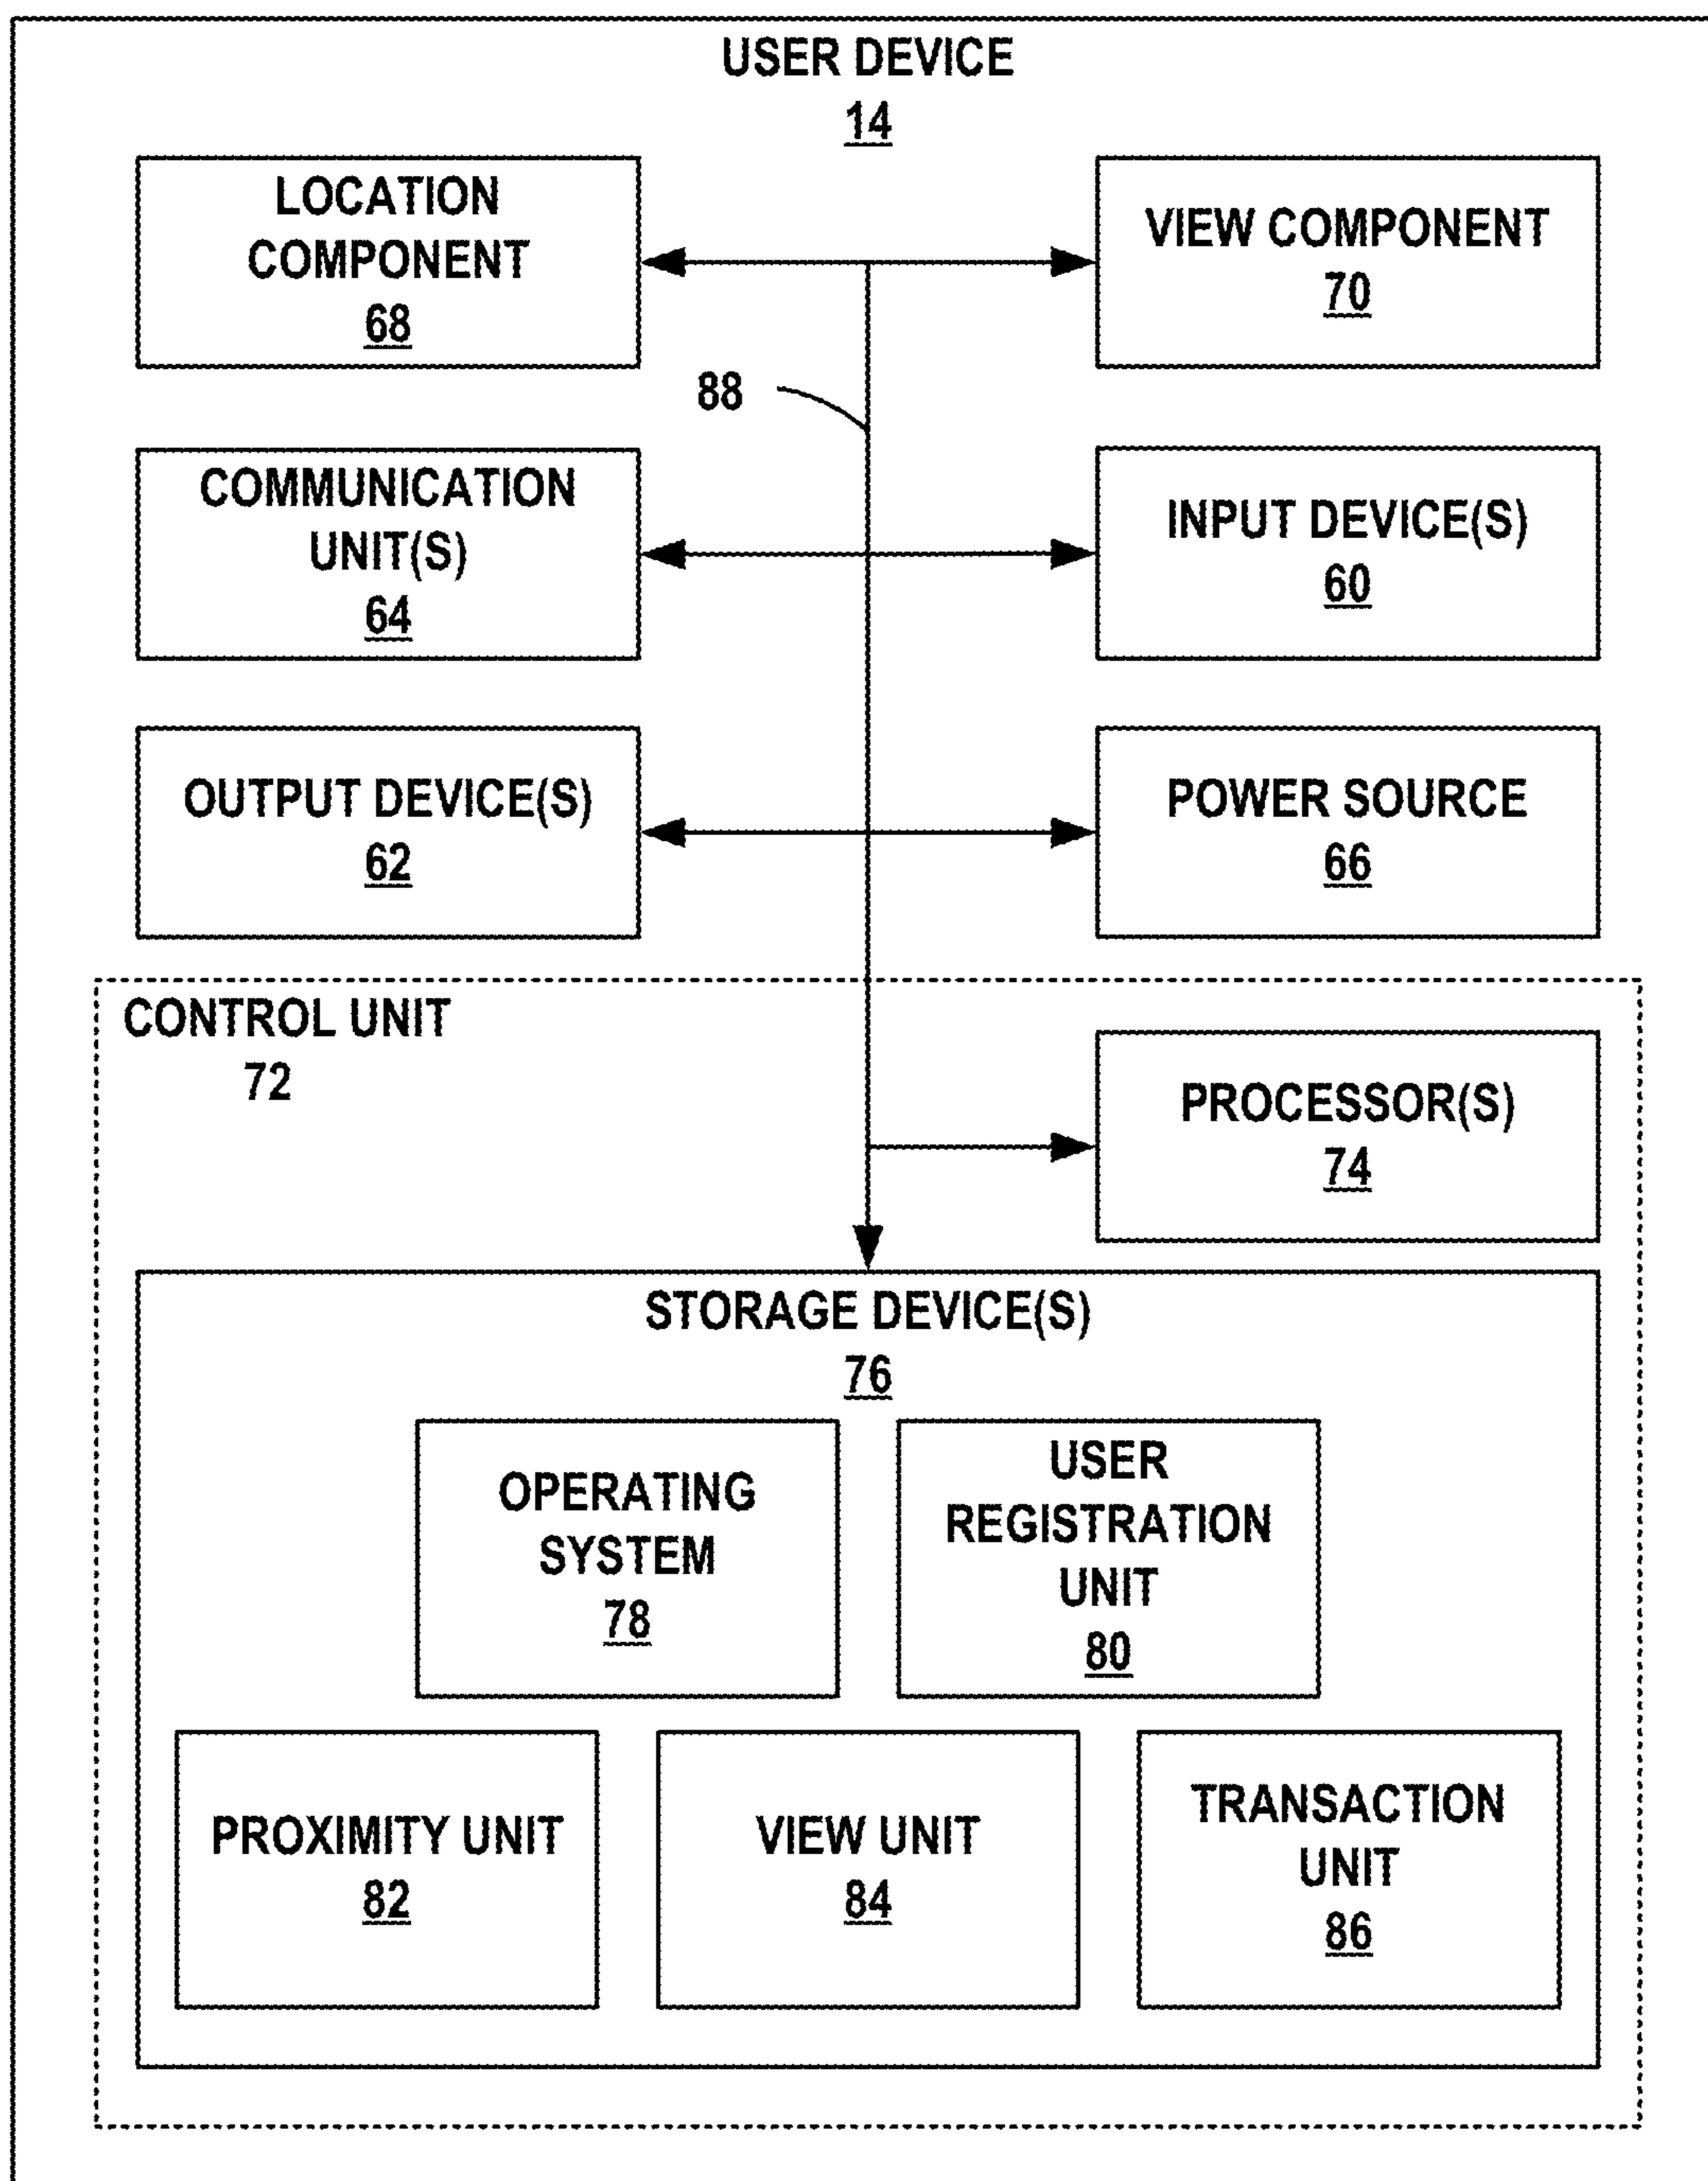 USER DEVICE
14
LOCATION
COMPONENT
68
VIEW COMPONENT
70
88
COMMUNICATION
UNIT(S)
64
INPUT DEVICE(S)
60
OUTPUT DEVICE(S)
62
POWER SOURCE
66
CONTROL UNIT
72
PROCESSOR(S)
74
STORAGE DEVICE(S)
76
OPERATING
SYSTEM
78
USER
REGISTRATION
UNIT
80
PROXIMITY UNIT
82
VIEW UNIT
84
TRANSACTION
UNIT
86